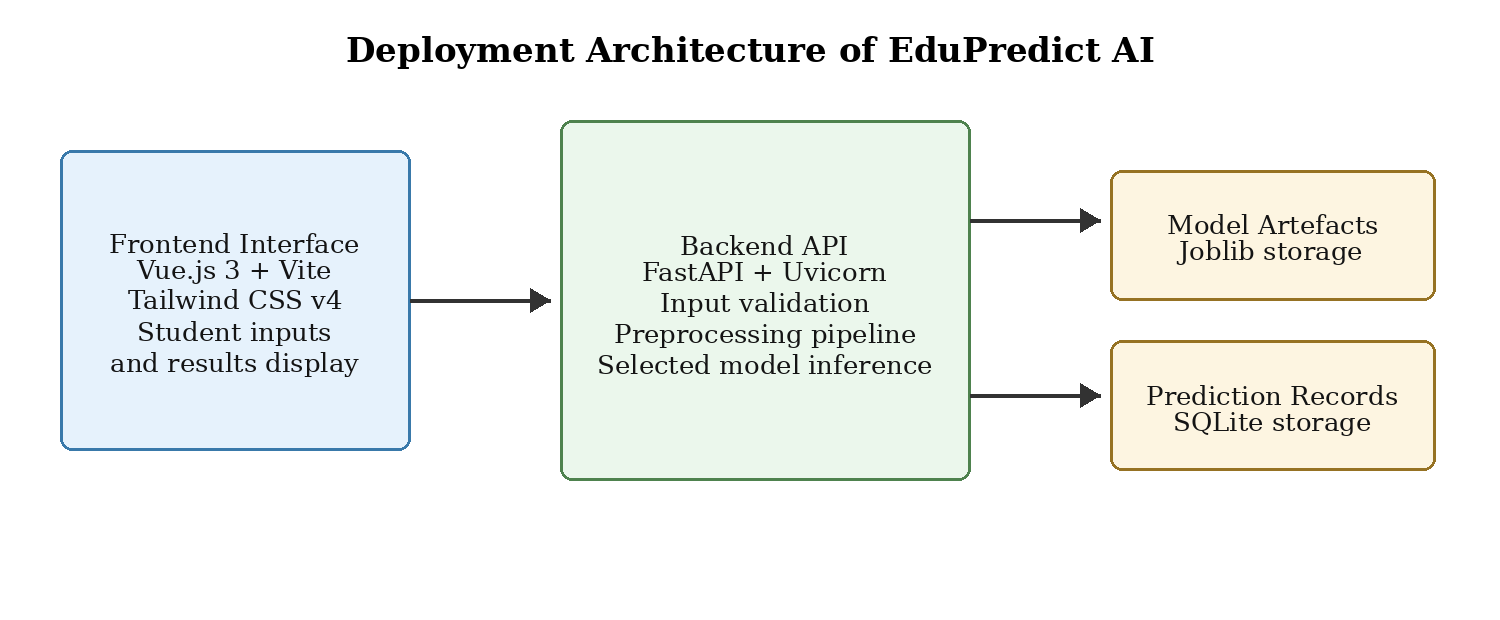 Deployment Architecture of EduPredict AI
Frontend Interface
Vue.js 3 + Vite
Tailwind CSS v4
Student inputs
and results display
Backend API
FastAPI + Uvicorn
Input validation
Preprocessing pipeline
Selected model inference
Model Artefacts
Joblib storage
Prediction Records
SQLite storage